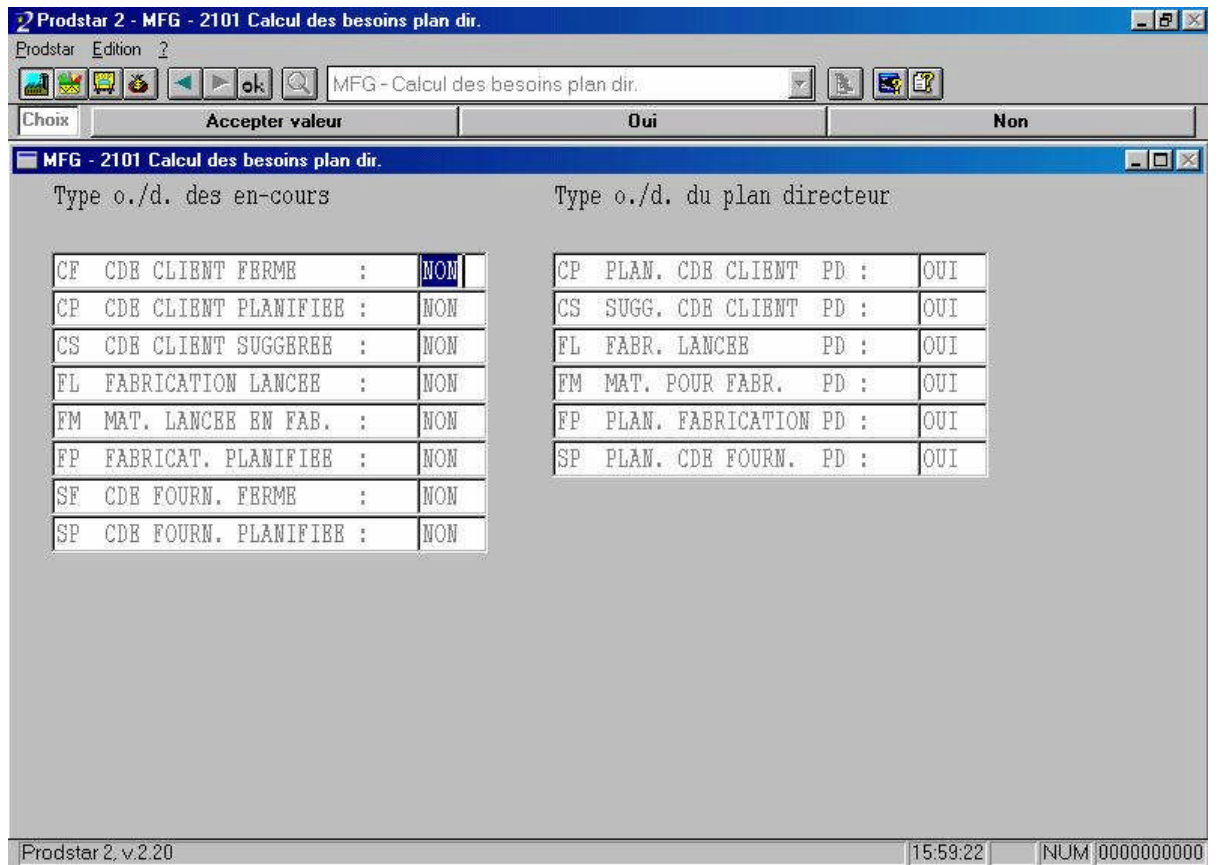 Prodstar 2 - MFG - 2101 Calcul des besoins plan dir.
Prodstar Edition ?
ok MFG - Calcul des besoins plan dir.
Choix Accepter valeur Oui Non
MFG - 2101 Calcul des besoins plan dir.
Type o./d. des en-cours Type o./d. du plan directeur
CF CDE CLIENT FERME : NON CP PLAN. CDE CLIENT PD : OUI
CP CDE CLIENT PLANIFIEE : NON CS SUGG. CDE CLIENT PD : OUI
CS CDE CLIENT SUGGEREE : NON FL FABR. LANCEE PD : OUI
FL FABRICATION LANCEE : NON FM MAT. POUR FABR. PD : OUI
FM MAT. LANCEE EN FAB. : NON FP PLAN. FABRICATION PD : OUI
FP FABRICAT. PLANIFIEE : NON SP PLAN. CDE FOURN. PD : OUI
SF CDE FOURN. FERME : NON
SP CDE FOURN. PLANIFIEE : NON
Prodstar 2, v.2.20 15:59:22 NUM 0000000000